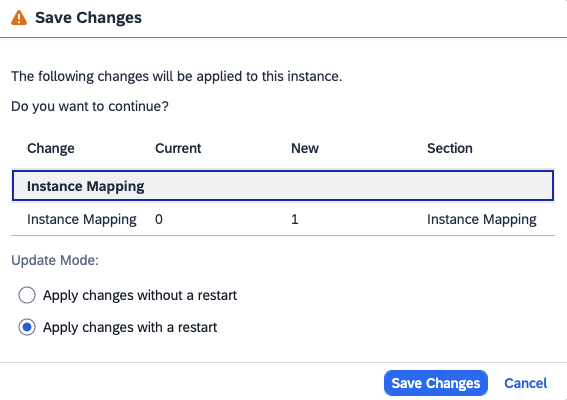 Save Changes
The following changes will be applied to this instance.
Do you want to continue?
Change Current New Section
Instance Mapping
Instance Mapping 0 1 Instance Mapping
Update Mode:
Apply changes without a restart
Apply changes with a restart
Save Changes Cancel